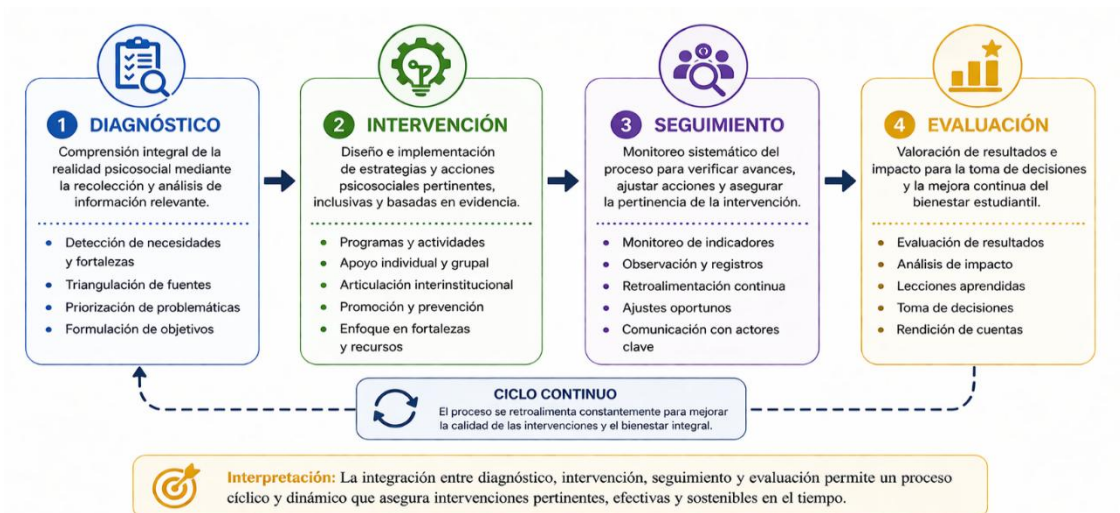 1 DIAGNÓSTICO
Comprensión integral de la
realidad psicosocial mediante
la recolección y análisis de
información relevante.
• Detección de necesidades
y fortalezas
• Triangulación de fuentes
• Priorización de problemáticas
• Formulación de objetivos
2 INTERVENCIÓN
Diseño e implementación
de estrategias y acciones
psicosociales pertinentes,
inclusivas y basadas en evidencia.
• Programas y actividades
• Apoyo individual y grupal
• Articulación interinstitucional
• Promoción y prevención
• Enfoque en fortalezas
y recursos
3 SEGUIMIENTO
Monitoreo sistemático del
proceso para verificar avances,
ajustar acciones y asegurar
la pertinencia de la intervención.
• Monitoreo de indicadores
• Observación y registros
• Retroalimentación continua
• Ajustes oportunos
• Comunicación con actores
clave
4 EVALUACIÓN
Valoración de resultados e
impacto para la toma de decisiones
y la mejora continua del
bienestar estudiantil.
• Evaluación de resultados
• Análisis de impacto
• Lecciones aprendidas
• Toma de decisiones
• Rendición de cuentas
CICLO CONTINUO
El proceso se retroalimenta constantemente para mejorar
la calidad de las intervenciones y el bienestar integral.
Interpretación: La integración entre diagnóstico, intervención, seguimiento y evaluación permite un proceso
cíclico y dinámico que asegura intervenciones pertinentes, efectivas y sostenibles en el tiempo.